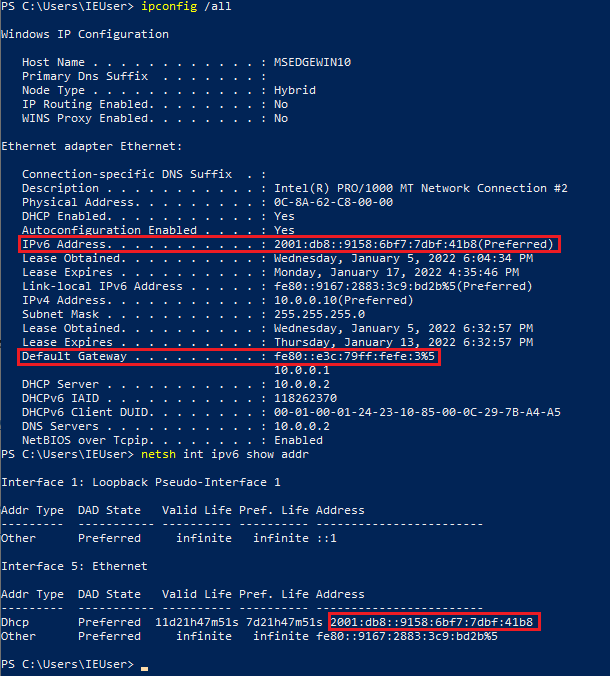 PS C:\Users\IEUser> ipconfig /all
Windows IP Configuration
Host Name . . . . . . . . . . . . : MSEDGEWIN10
Primary Dns Suffix . . . . . . . :
Node Type . . . . . . . . . . . . : Hybrid
IP Routing Enabled. . . . . . . . : No
WINS Proxy Enabled. . . . . . . . : No
Ethernet adapter Ethernet:
Connection-specific DNS Suffix . :
Description . . . . . . . . . . . : Intel(R) PRO/1000 MT Network Connection #2
Physical Address. . . . . . . . . : 0C-8A-62-C8-00-00
DHCP Enabled. . . . . . . . . . . : Yes
Autoconfiguration Enabled . . . . : Yes
IPv6 Address. . . . . . . . . . . : 2001:db8::9158:6bf7:7dbf:41b8(Preferred)
Lease Obtained. . . . . . . . . . : Wednesday, January 5, 2022 6:04:34 PM
Lease Expires . . . . . . . . . . : Monday, January 17, 2022 4:35:46 PM
Link-local IPv6 Address . . . . . : fe80::9167:2883:3c9:bd2b%5(Preferred)
IPv4 Address. . . . . . . . . . . : 10.0.0.10(Preferred)
Subnet Mask . . . . . . . . . . . : 255.255.255.0
Lease Obtained. . . . . . . . . . : Wednesday, January 5, 2022 6:32:57 PM
Lease Expires . . . . . . . . . . : Thursday, January 13, 2022 6:32:57 PM
Default Gateway . . . . . . . . . : fe80::e3c:79ff:fefe:3%5
10.0.0.1
DHCP Server . . . . . . . . . . . : 10.0.0.2
DHCPv6 IAID . . . . . . . . . . . : 118262370
DHCPv6 Client DUID. . . . . . . . : 00-01-00-01-24-23-10-85-00-0C-29-7B-A4-A5
DNS Servers . . . . . . . . . . . : 10.0.0.2
NetBIOS over Tcpip. . . . . . . . : Enabled
PS C:\Users\IEUser> netsh int ipv6 show addr
Interface 1: Loopback Pseudo-Interface 1
Addr Type  DAD State   Valid Life Pref. Life Address
---------  ----------- ---------- ---------- ------------------------
Other      Preferred     infinite   infinite ::1
Interface 5: Ethernet
Addr Type  DAD State   Valid Life Pref. Life Address
---------  ----------- ---------- ---------- ------------------------
Dhcp       Preferred   11d21h47m51s 7d21h47m51s 2001:db8::9158:6bf7:7dbf:41b8
Other      Preferred     infinite   infinite fe80::9167:2883:3c9:bd2b%5
PS C:\Users\IEUser>